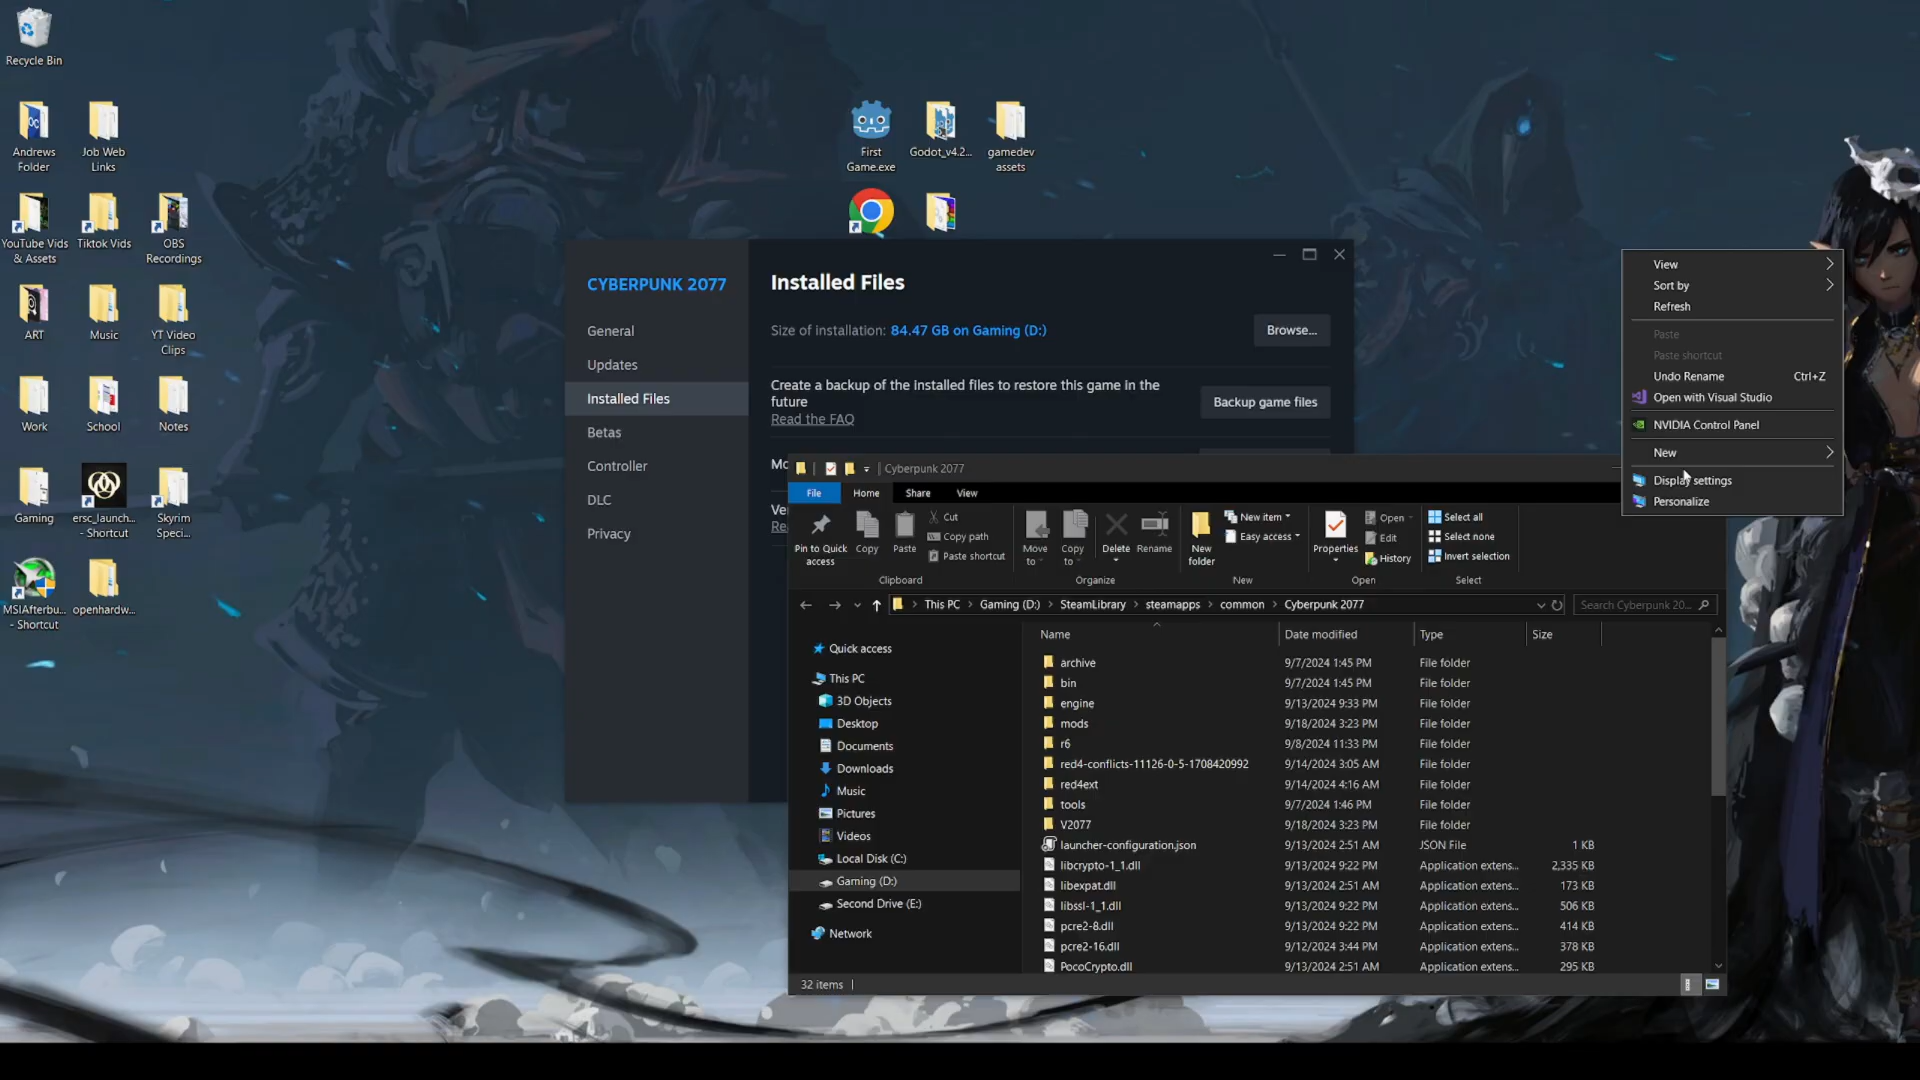 Recycle Bin
Andrews
Folder
Job Web
Links
First
Game.exe
Godot_v4.2...
gamedev
assets
YouTube Vids
& Assets
Tiktok Vids
OBS
Recordings
ART
Music
YT Video
Clips
Work
School
Notes
Gaming
ersc_launch...
- Shortcut
Skyrim
Speci...
MSIAfterbu...
- Shortcut
openhardw...
CYBERPUNK 2077
General
Updates
Installed Files
Betas
Controller
DLC
Privacy
Installed Files
Size of installation: 84.47 GB on Gaming (D:)
Browse...
Create a backup of the installed files to restore this game in the
future
Read the FAQ
Backup game files
View
Sort by
Refresh
Paste
Paste shortcut
Undo Rename Ctrl+Z
Open with Visual Studio
NVIDIA Control Panel
New
Display settings
Personalize
Cyberpunk 2077
File Home Share View
Pin to Quick
access
Copy
Paste
Cut
Copy path
Paste shortcut
Clipboard
Move
to
Copy
to
Delete
Rename
Organize
New
folder
New item
Easy access
New
Properties
Open
Edit
History
Open
Select all
Select none
Invert selection
Select
This PC > Gaming (D:) > SteamLibrary > steamapps > common > Cyberpunk 2077
Search Cyberpunk 20...
Quick access
This PC
3D Objects
Desktop
Documents
Downloads
Music
Pictures
Videos
Local Disk (C:)
Gaming (D:)
Second Drive (E:)
Network
Name Date modified Type Size
archive 9/7/2024 1:45 PM File folder
bin 9/7/2024 1:45 PM File folder
engine 9/13/2024 9:33 PM File folder
mods 9/18/2024 3:23 PM File folder
r6 9/8/2024 11:33 PM File folder
red4-conflicts-11126-0-5-1708420992 9/14/2024 3:05 AM File folder
red4ext 9/14/2024 4:16 AM File folder
tools 9/7/2024 1:46 PM File folder
V2077 9/18/2024 3:23 PM File folder
launcher-configuration.json 9/13/2024 2:51 AM JSON File 1 KB
libcrypto-1_1.dll 9/13/2024 9:22 PM Application extens... 2,335 KB
libexpat.dll 9/13/2024 2:51 AM Application extens... 173 KB
libssl-1_1.dll 9/13/2024 9:22 PM Application extens... 506 KB
pcre2-8.dll 9/13/2024 9:22 PM Application extens... 414 KB
pcre2-16.dll 9/12/2024 3:44 PM Application extens... 378 KB
PocoCrypto.dll 9/13/2024 2:51 AM Application extens... 295 KB
32 items